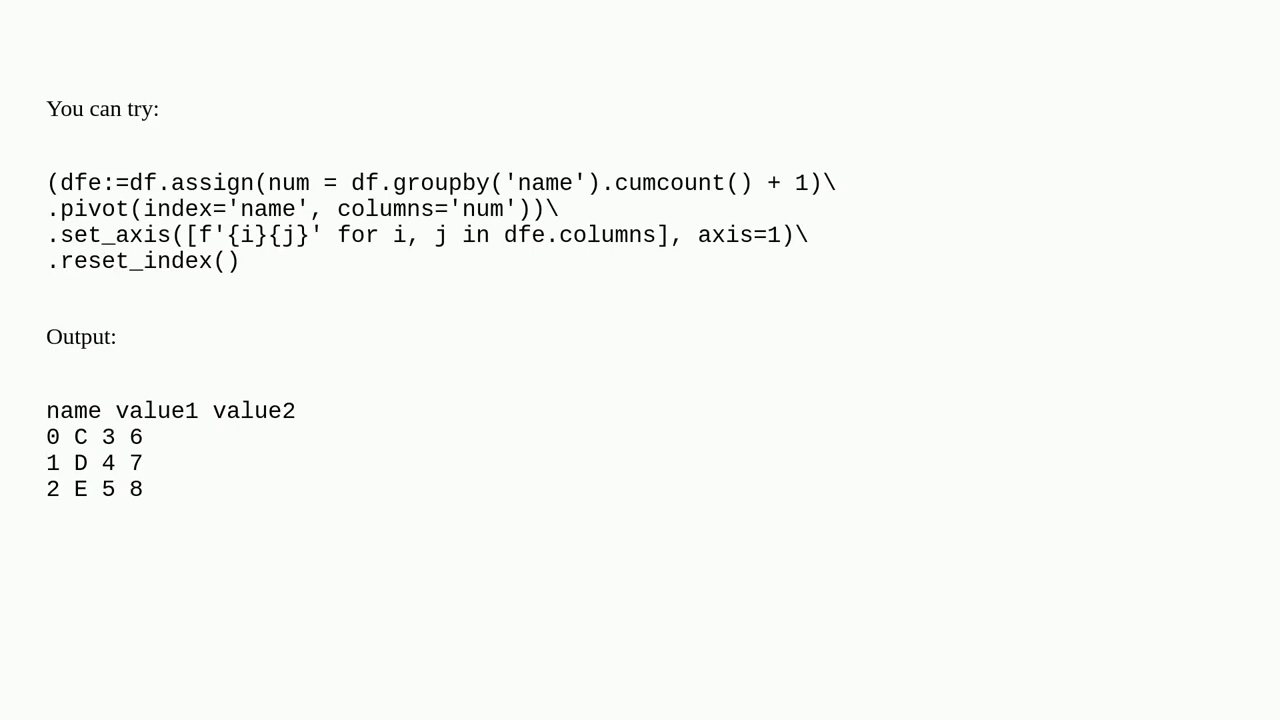 You can try:
(dfe:=df.assign(num = df.groupby('name').cumcount() + 1)\
.pivot(index='name', columns='num'))\
.set_axis([f'{i}{j}' for i, j in dfe.columns], axis=1)\
.reset_index()
Output:
name value1 value2
0 C 3 6
1 D 4 7
2 E 5 8